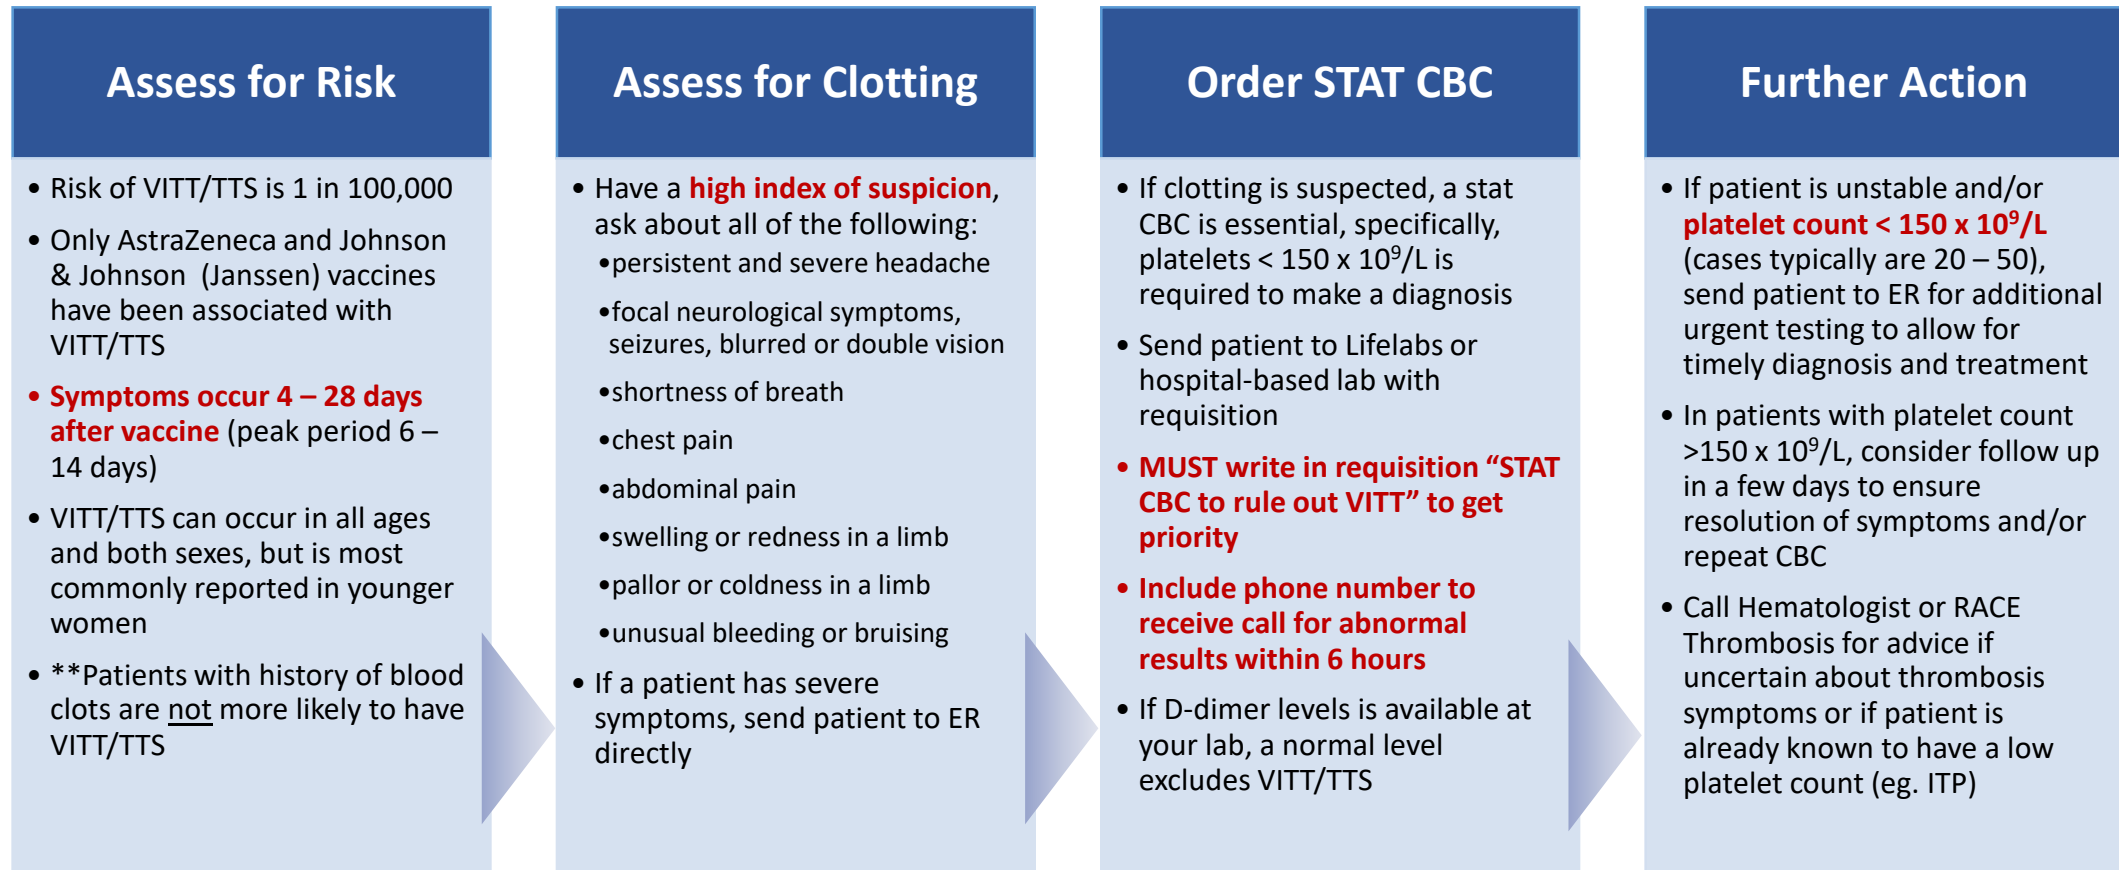 Assess for Risk
• Risk of VITT/TTS is 1 in 100,000
• Only AstraZeneca and Johnson
& Johnson (Janssen) vaccines
have been associated with
VITT/TTS
• Symptoms occur 4 – 28 days
after vaccine (peak period 6 –
14 days)
• VITT/TTS can occur in all ages
and both sexes, but is most
commonly reported in younger
women
• **Patients with history of blood
clots are not more likely to have
VITT/TTS
Assess for Clotting
• Have a high index of suspicion,
ask about all of the following:
•persistent and severe headache
•focal neurological symptoms,
seizures, blurred or double vision
•shortness of breath
•chest pain
•abdominal pain
•swelling or redness in a limb
•pallor or coldness in a limb
•unusual bleeding or bruising
• If a patient has severe
symptoms, send patient to ER
directly
Order STAT CBC
• If clotting is suspected, a stat
CBC is essential, specifically,
platelets < 150 x 10⁹/L is
required to make a diagnosis
• Send patient to Lifelabs or
hospital-based lab with
requisition
• MUST write in requisition “STAT
CBC to rule out VITT” to get
priority
• Include phone number to
receive call for abnormal
results within 6 hours
• If D-dimer levels is available at
your lab, a normal level
excludes VITT/TTS
Further Action
• If patient is unstable and/or
platelet count < 150 x 10⁹/L
(cases typically are 20 – 50),
send patient to ER for additional
urgent testing to allow for
timely diagnosis and treatment
• In patients with platelet count
>150 x 10⁹/L, consider follow up
in a few days to ensure
resolution of symptoms and/or
repeat CBC
• Call Hematologist or RACE
Thrombosis for advice if
uncertain about thrombosis
symptoms or if patient is
already known to have a low
platelet count (eg. ITP)